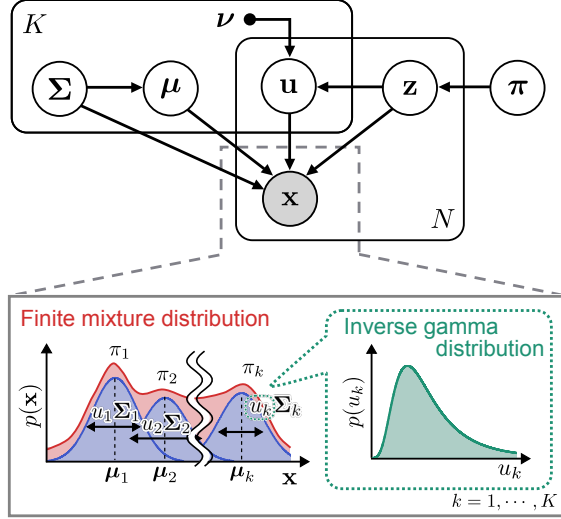 K
ν
Σ
μ
u
z
π
x
N
Finite mixture distribution
Inverse gamma
distribution
π₁
π₂
πₖ
p(x)
u₁Σ₁
u₂Σ₂
uₖΣₖ
μ₁
μ₂
μₖ
x
p(uₖ)
uₖ
k = 1, ⋯ , K